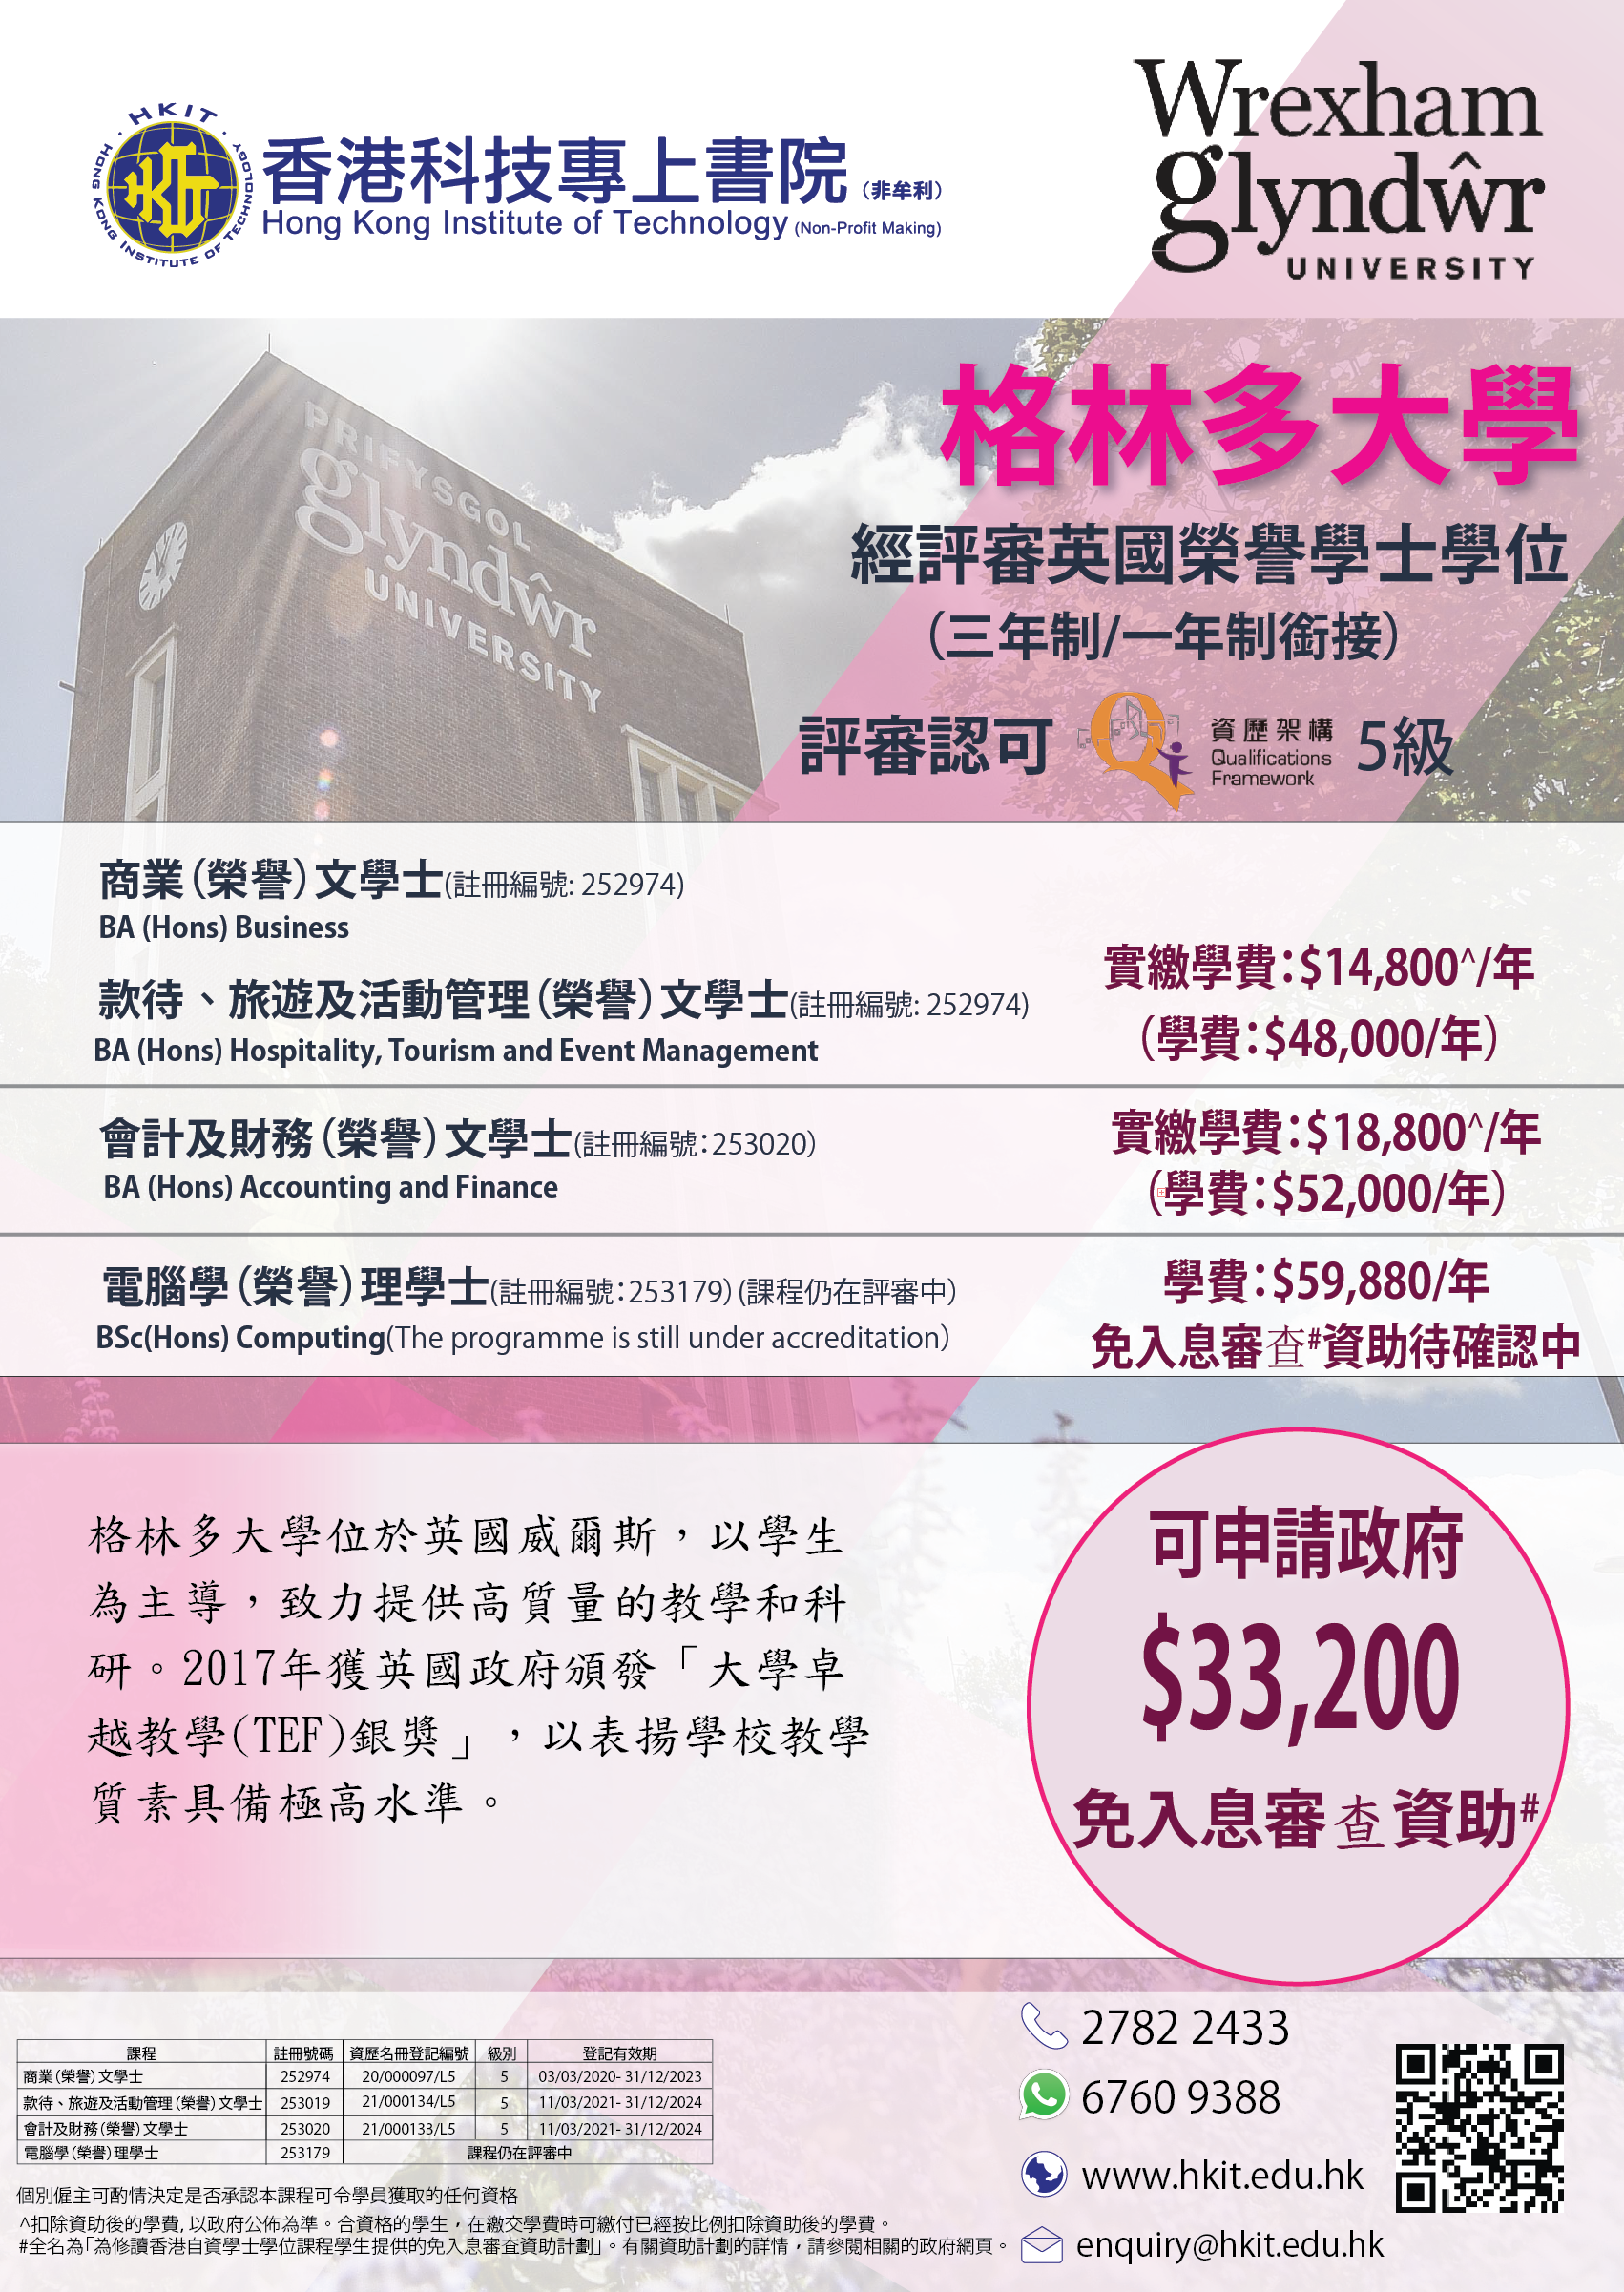 · HKIT ·
HONG KONG INSTITUTE OF TECHNOLOGY
HKIT
香港科技專上書院（非牟利）
Hong Kong Institute of Technology (Non-Profit Making)
Wrexham
glyndŵr
UNIVERSITY
PRIFYSGOL
glyndŵr
UNIVERSITY
格林多大學
經評審英國榮譽學士學位
（三年制/一年制銜接）
評審認可
資歷架構
Qualifications
Framework
5級
商業（榮譽）文學士(註冊編號: 252974)
BA (Hons) Business
款待、旅遊及活動管理（榮譽）文學士(註冊編號: 252974)
BA (Hons) Hospitality, Tourism and Event Management
實繳學費：$14,800^/年
（學費：$48,000/年）
會計及財務（榮譽）文學士(註冊編號：253020）
BA (Hons) Accounting and Finance
實繳學費：$18,800^/年
（學費：$52,000/年）
電腦學（榮譽）理學士(註冊編號：253179）(課程仍在評審中）
BSc(Hons) Computing(The programme is still under accreditation）
學費：$59,880/年
免入息審查#資助待確認中
格林多大學位於英國威爾斯，以學生
為主導，致力提供高質量的教學和科
研。2017年獲英國政府頒發「大學卓
越教學(TEF)銀獎」，以表揚學校教學
質素具備極高水準。
可申請政府
$33,200
免入息審查資助#
課程 註冊號碼 資歷名冊登記編號 級別 登記有效期
商業（榮譽）文學士 252974 20/000097/L5 5 03/03/2020- 31/12/2023
款待、旅遊及活動管理（榮譽）文學士 253019 21/000134/L5 5 11/03/2021- 31/12/2024
會計及財務（榮譽）文學士 253020 21/000133/L5 5 11/03/2021- 31/12/2024
電腦學（榮譽）理學士 253179 課程仍在評審中
個別僱主可酌情決定是否承認本課程可令學員獲取的任何資格
^扣除資助後的學費, 以政府公佈為準。合資格的學生，在繳交學費時可繳付已經按比例扣除資助後的學費。
#全名為「為修讀香港自資學士學位課程學生提供的免入息審查資助計劃」。有關資助計劃的詳情，請參閱相關的政府網頁。
2782 2433
6760 9388
www.hkit.edu.hk
enquiry@hkit.edu.hk